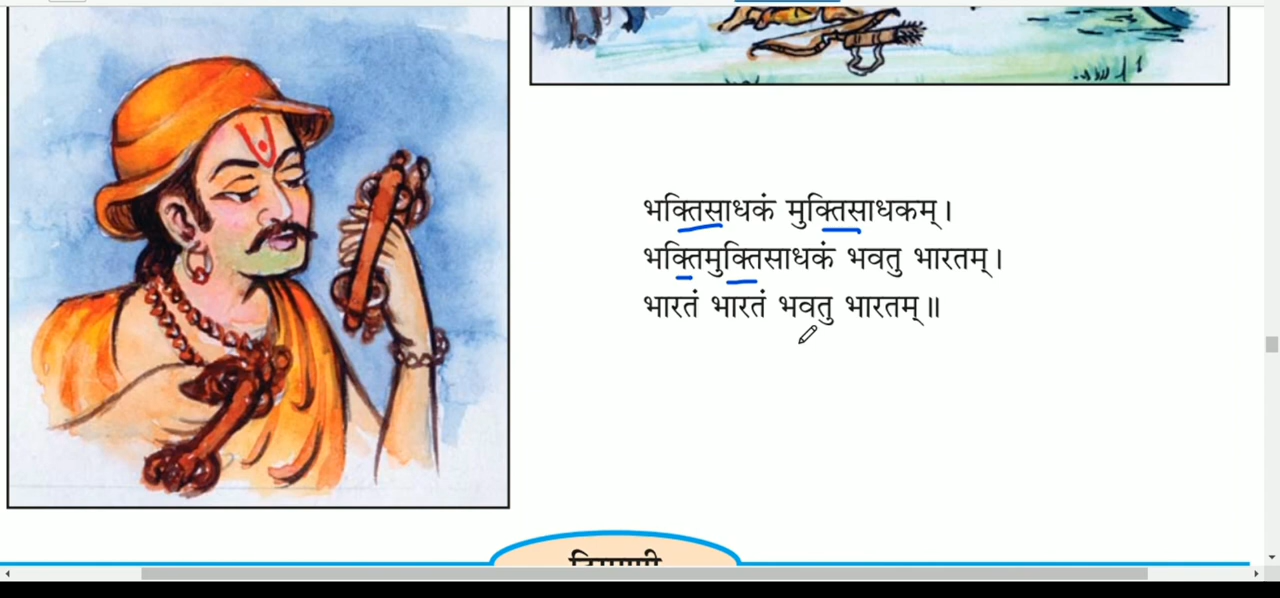 भक्तिसाधकं मुक्तिसाधकम् ।
भक्तिमुक्तिसाधकं भवतु भारतम् ।
भारतं भारतं भवतु भारतम् ॥